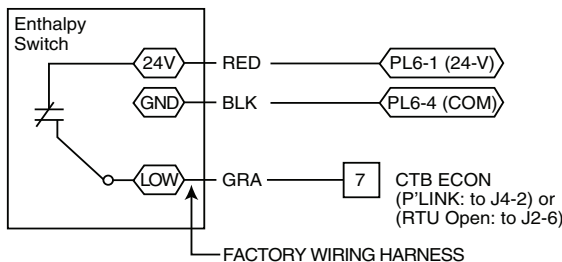 Enthalpy
Switch
24V RED PL6-1 (24-V)
GND BLK PL6-4 (COM)
LOW GRA 7 CTB ECON
(P'LINK: to J4-2) or
(RTU Open: to J2-6)
FACTORY WIRING HARNESS